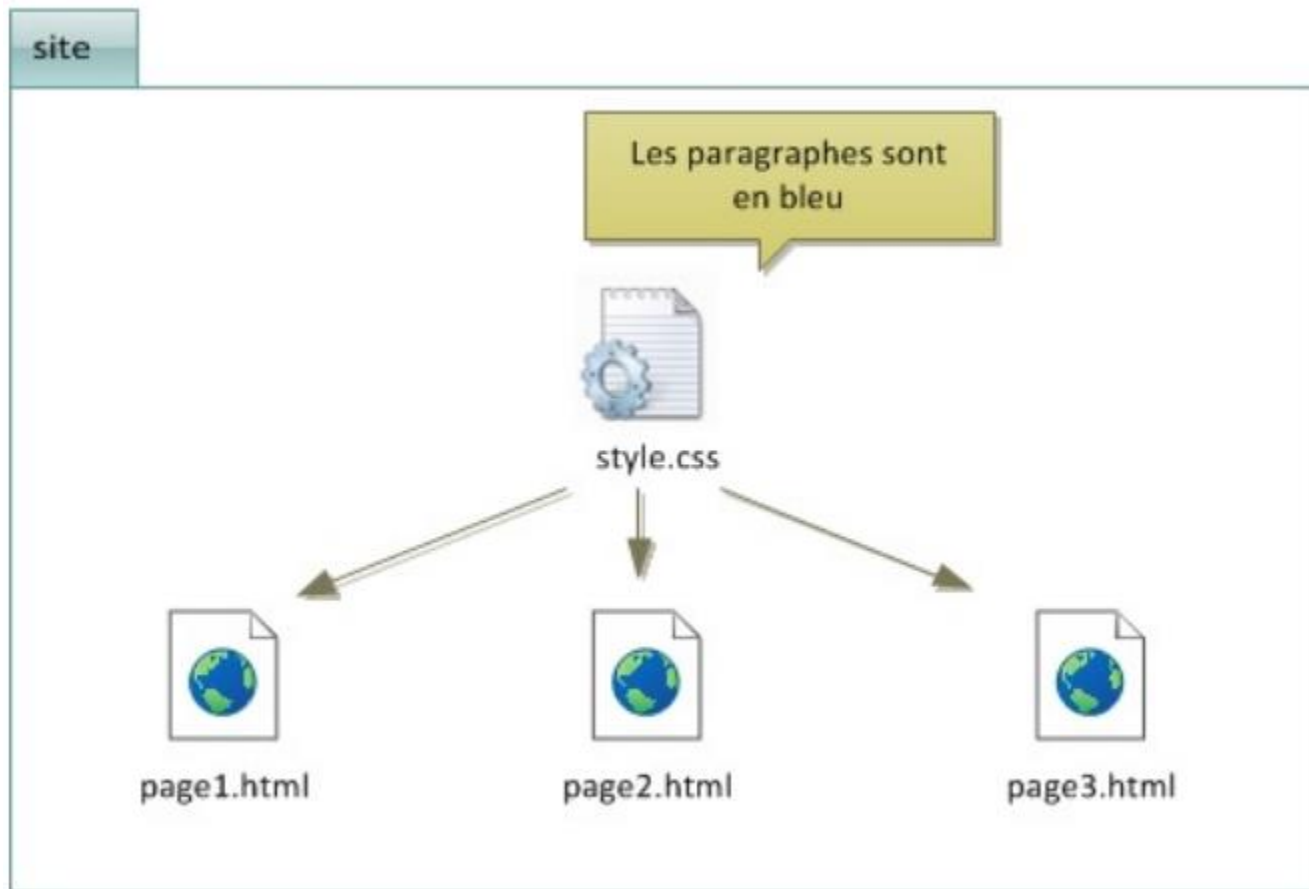 site
Les paragraphes sont
en bleu
style.css
page1.html
page2.html
page3.html